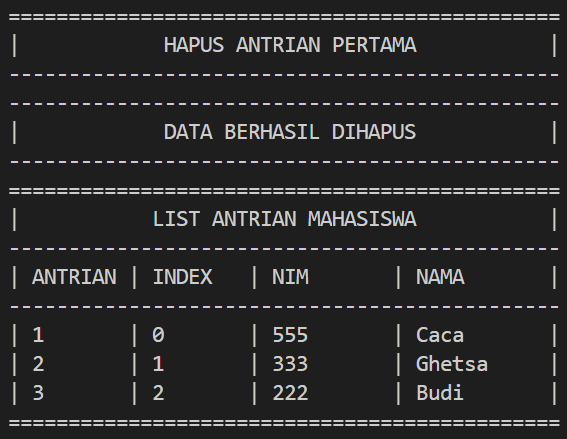 ==============================================
|            HAPUS ANTRIAN PERTAMA           |
----------------------------------------------
----------------------------------------------
|            DATA BERHASIL DIHAPUS           |
----------------------------------------------
==============================================
|           LIST ANTRIAN MAHASISWA           |
----------------------------------------------
| ANTRIAN | INDEX   | NIM       | NAMA       |
----------------------------------------------
| 1       | 0       | 555       | Caca       |
| 2       | 1       | 333       | Ghetsa     |
| 3       | 2       | 222       | Budi       |
==============================================